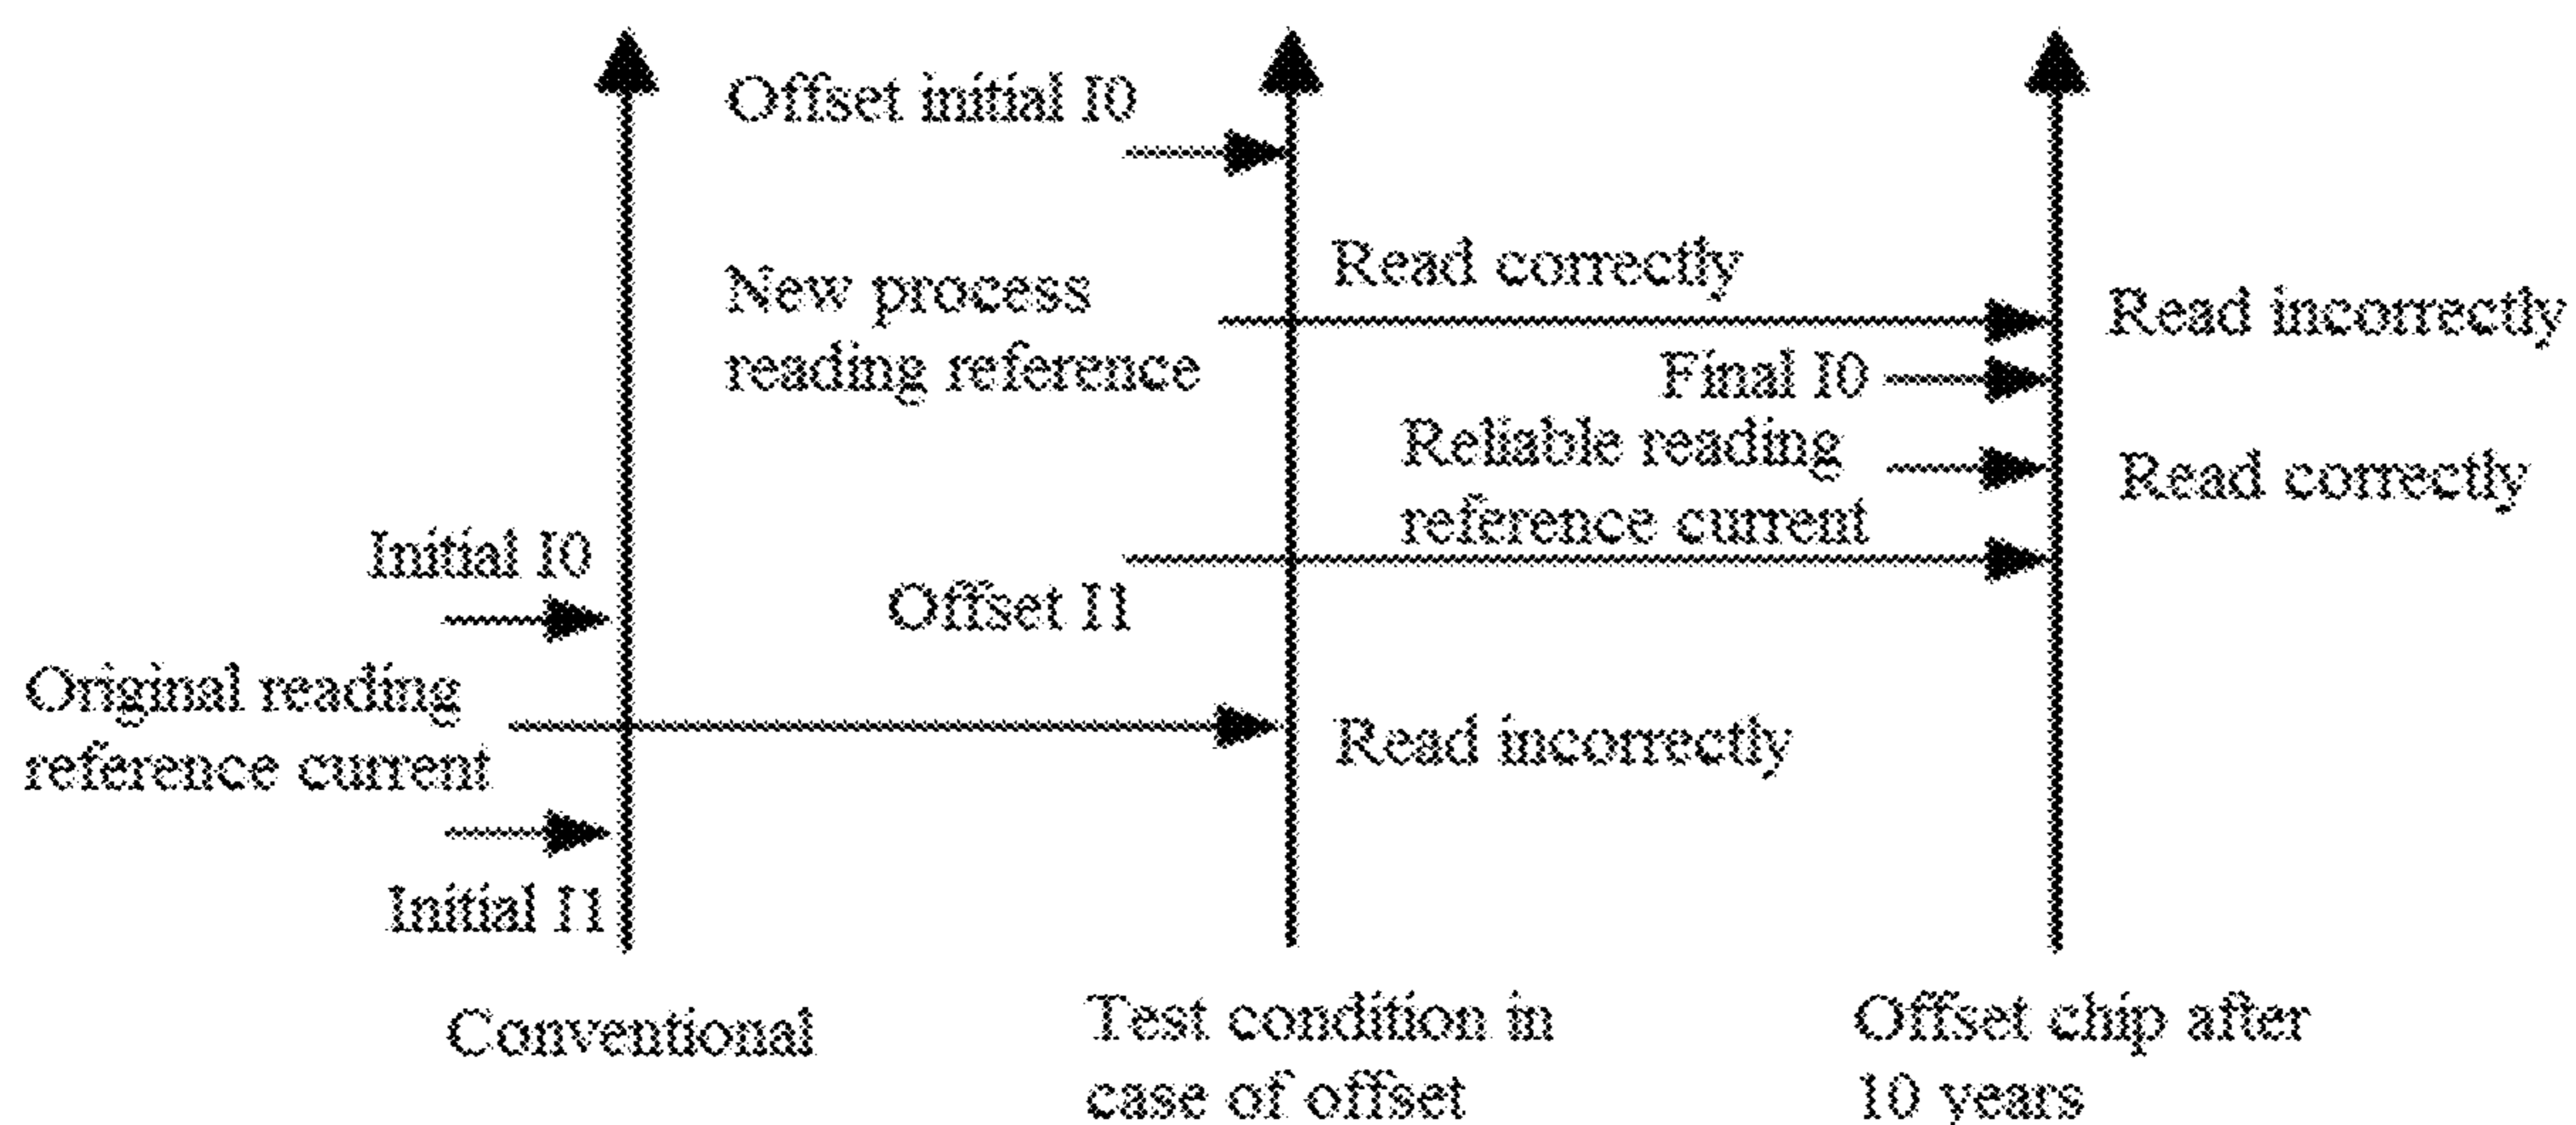 Offset initial I0
New process
reading reference
Read correctly
Read incorrectly
Final I0
Reliable reading
reference current
Read correctly
Initial I0
Offset I1
Original reading
reference current
Read incorrectly
Initial I1
Conventional
Test condition in
case of offset
Offset chip after
10 years